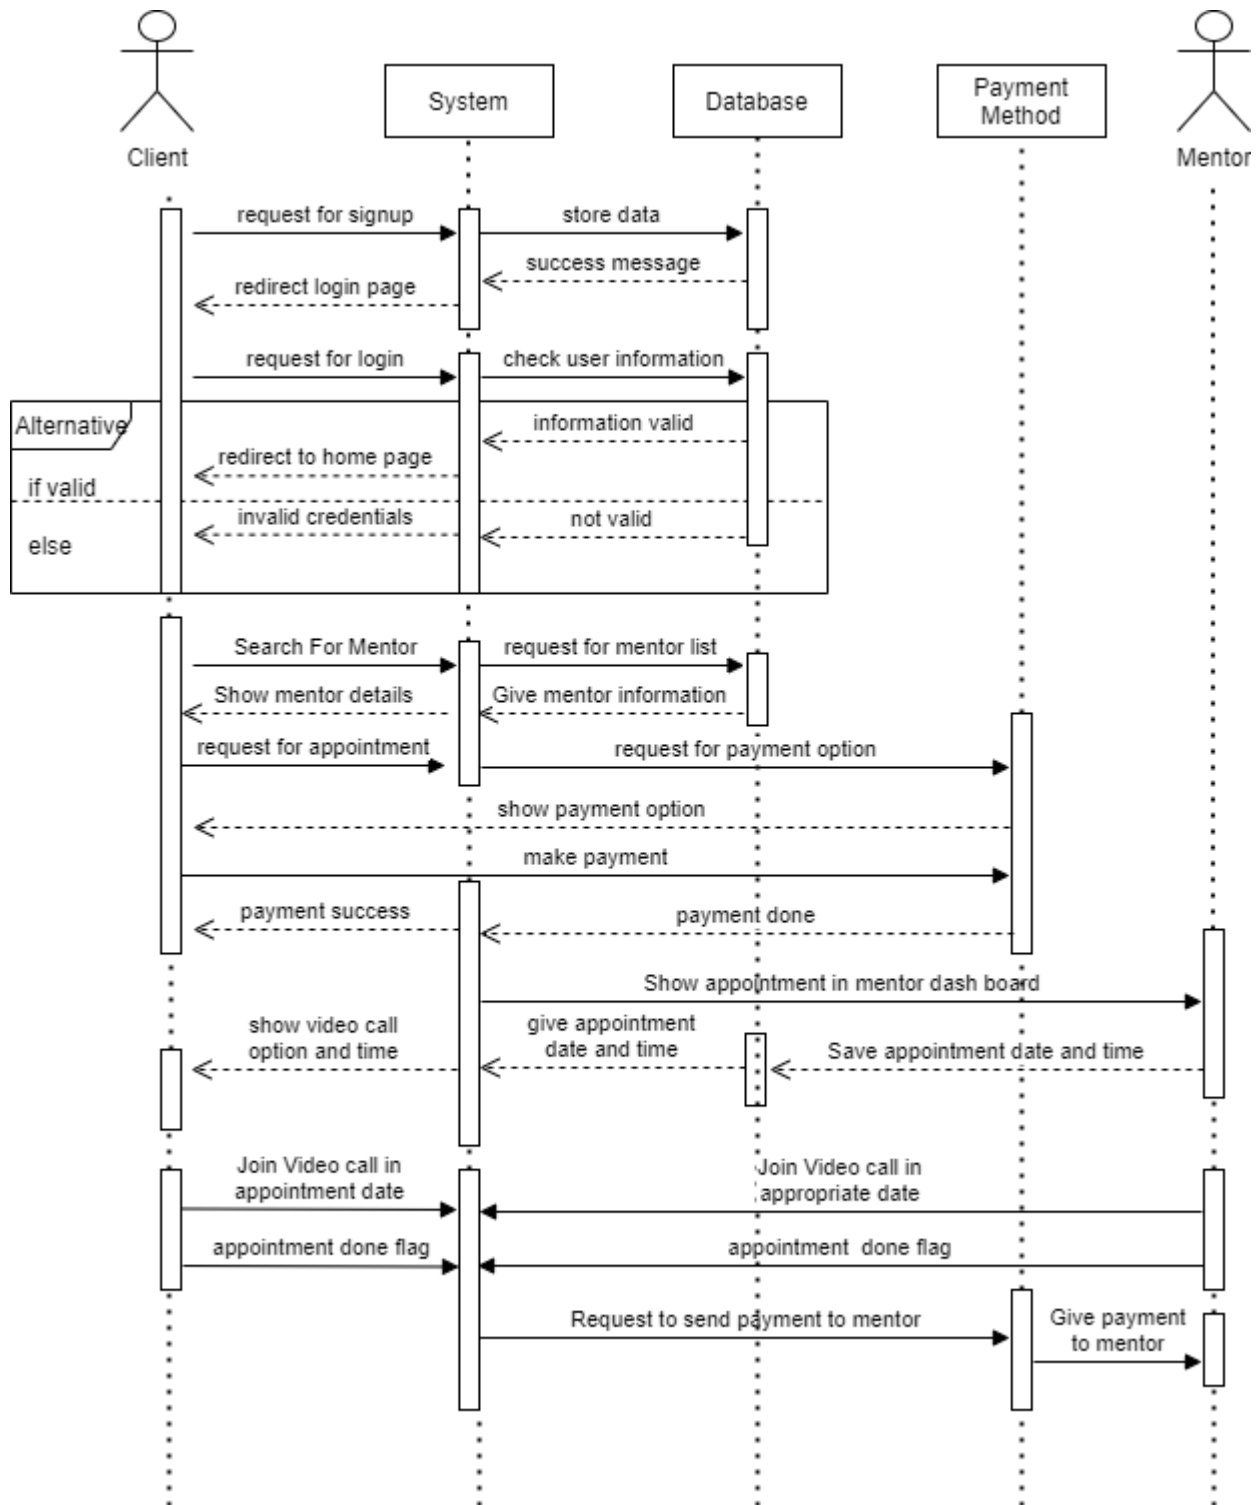 Client
System
Database
Payment
Method
Mentor
request for signup
store data
success message
redirect login page
request for login
check user information
Alternative
information valid
redirect to home page
if valid
invalid credentials
not valid
else
Search For Mentor
request for mentor list
Show mentor details
Give mentor information
request for appointment
request for payment option
show payment option
make payment
payment success
payment done
Show appointment in mentor dash board
show video call
option and time
give appointment
date and time
Save appointment date and time
Join Video call in
appointment date
Join Video call in
appropriate date
appointment done flag
appointment  done flag
Request to send payment to mentor
Give payment
to mentor